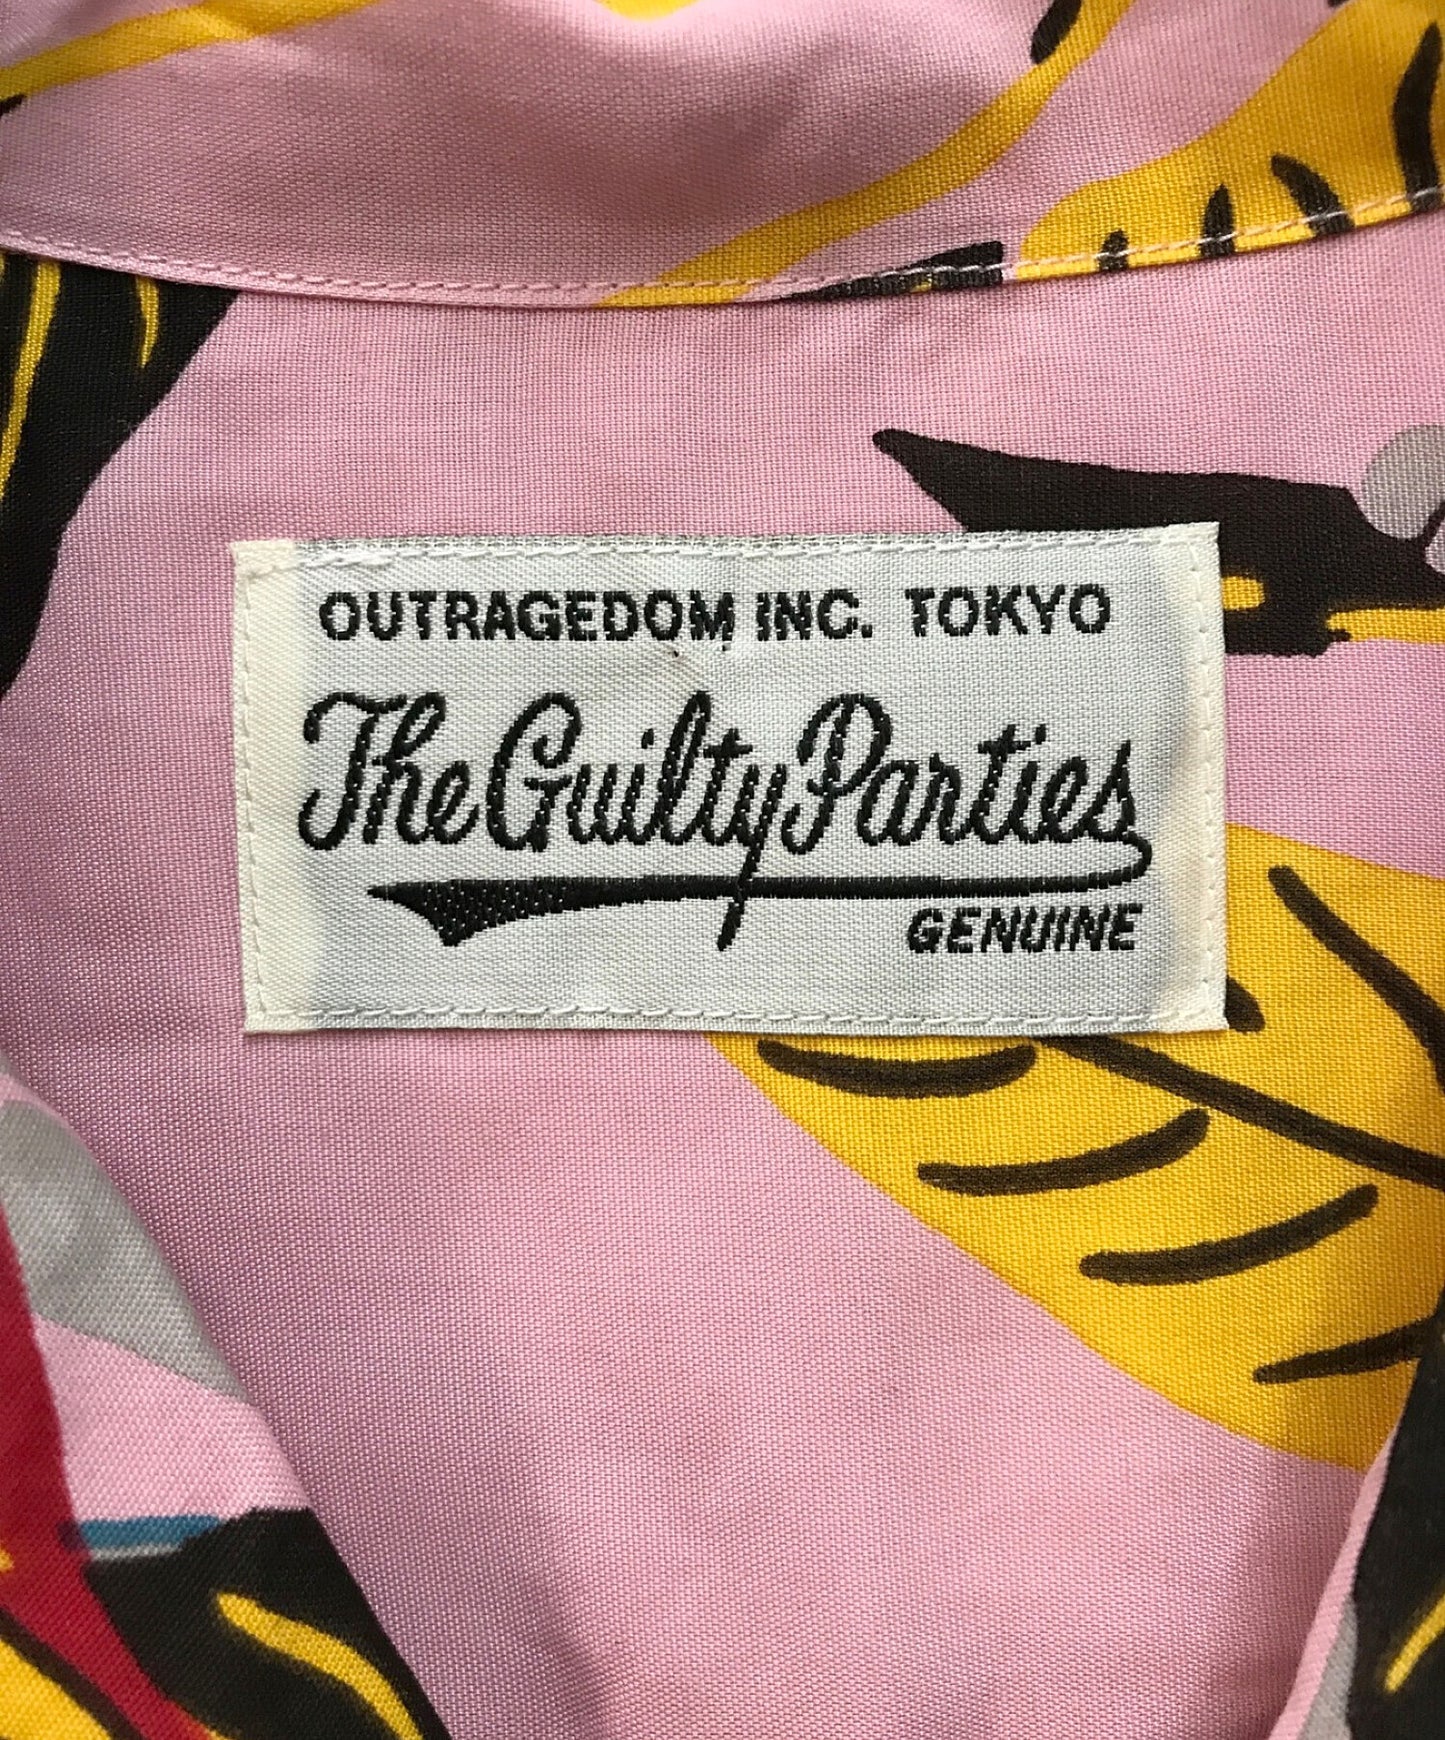 OUTRAGEDOM INC. TOKYO
The Guilty Parties
GENUINE